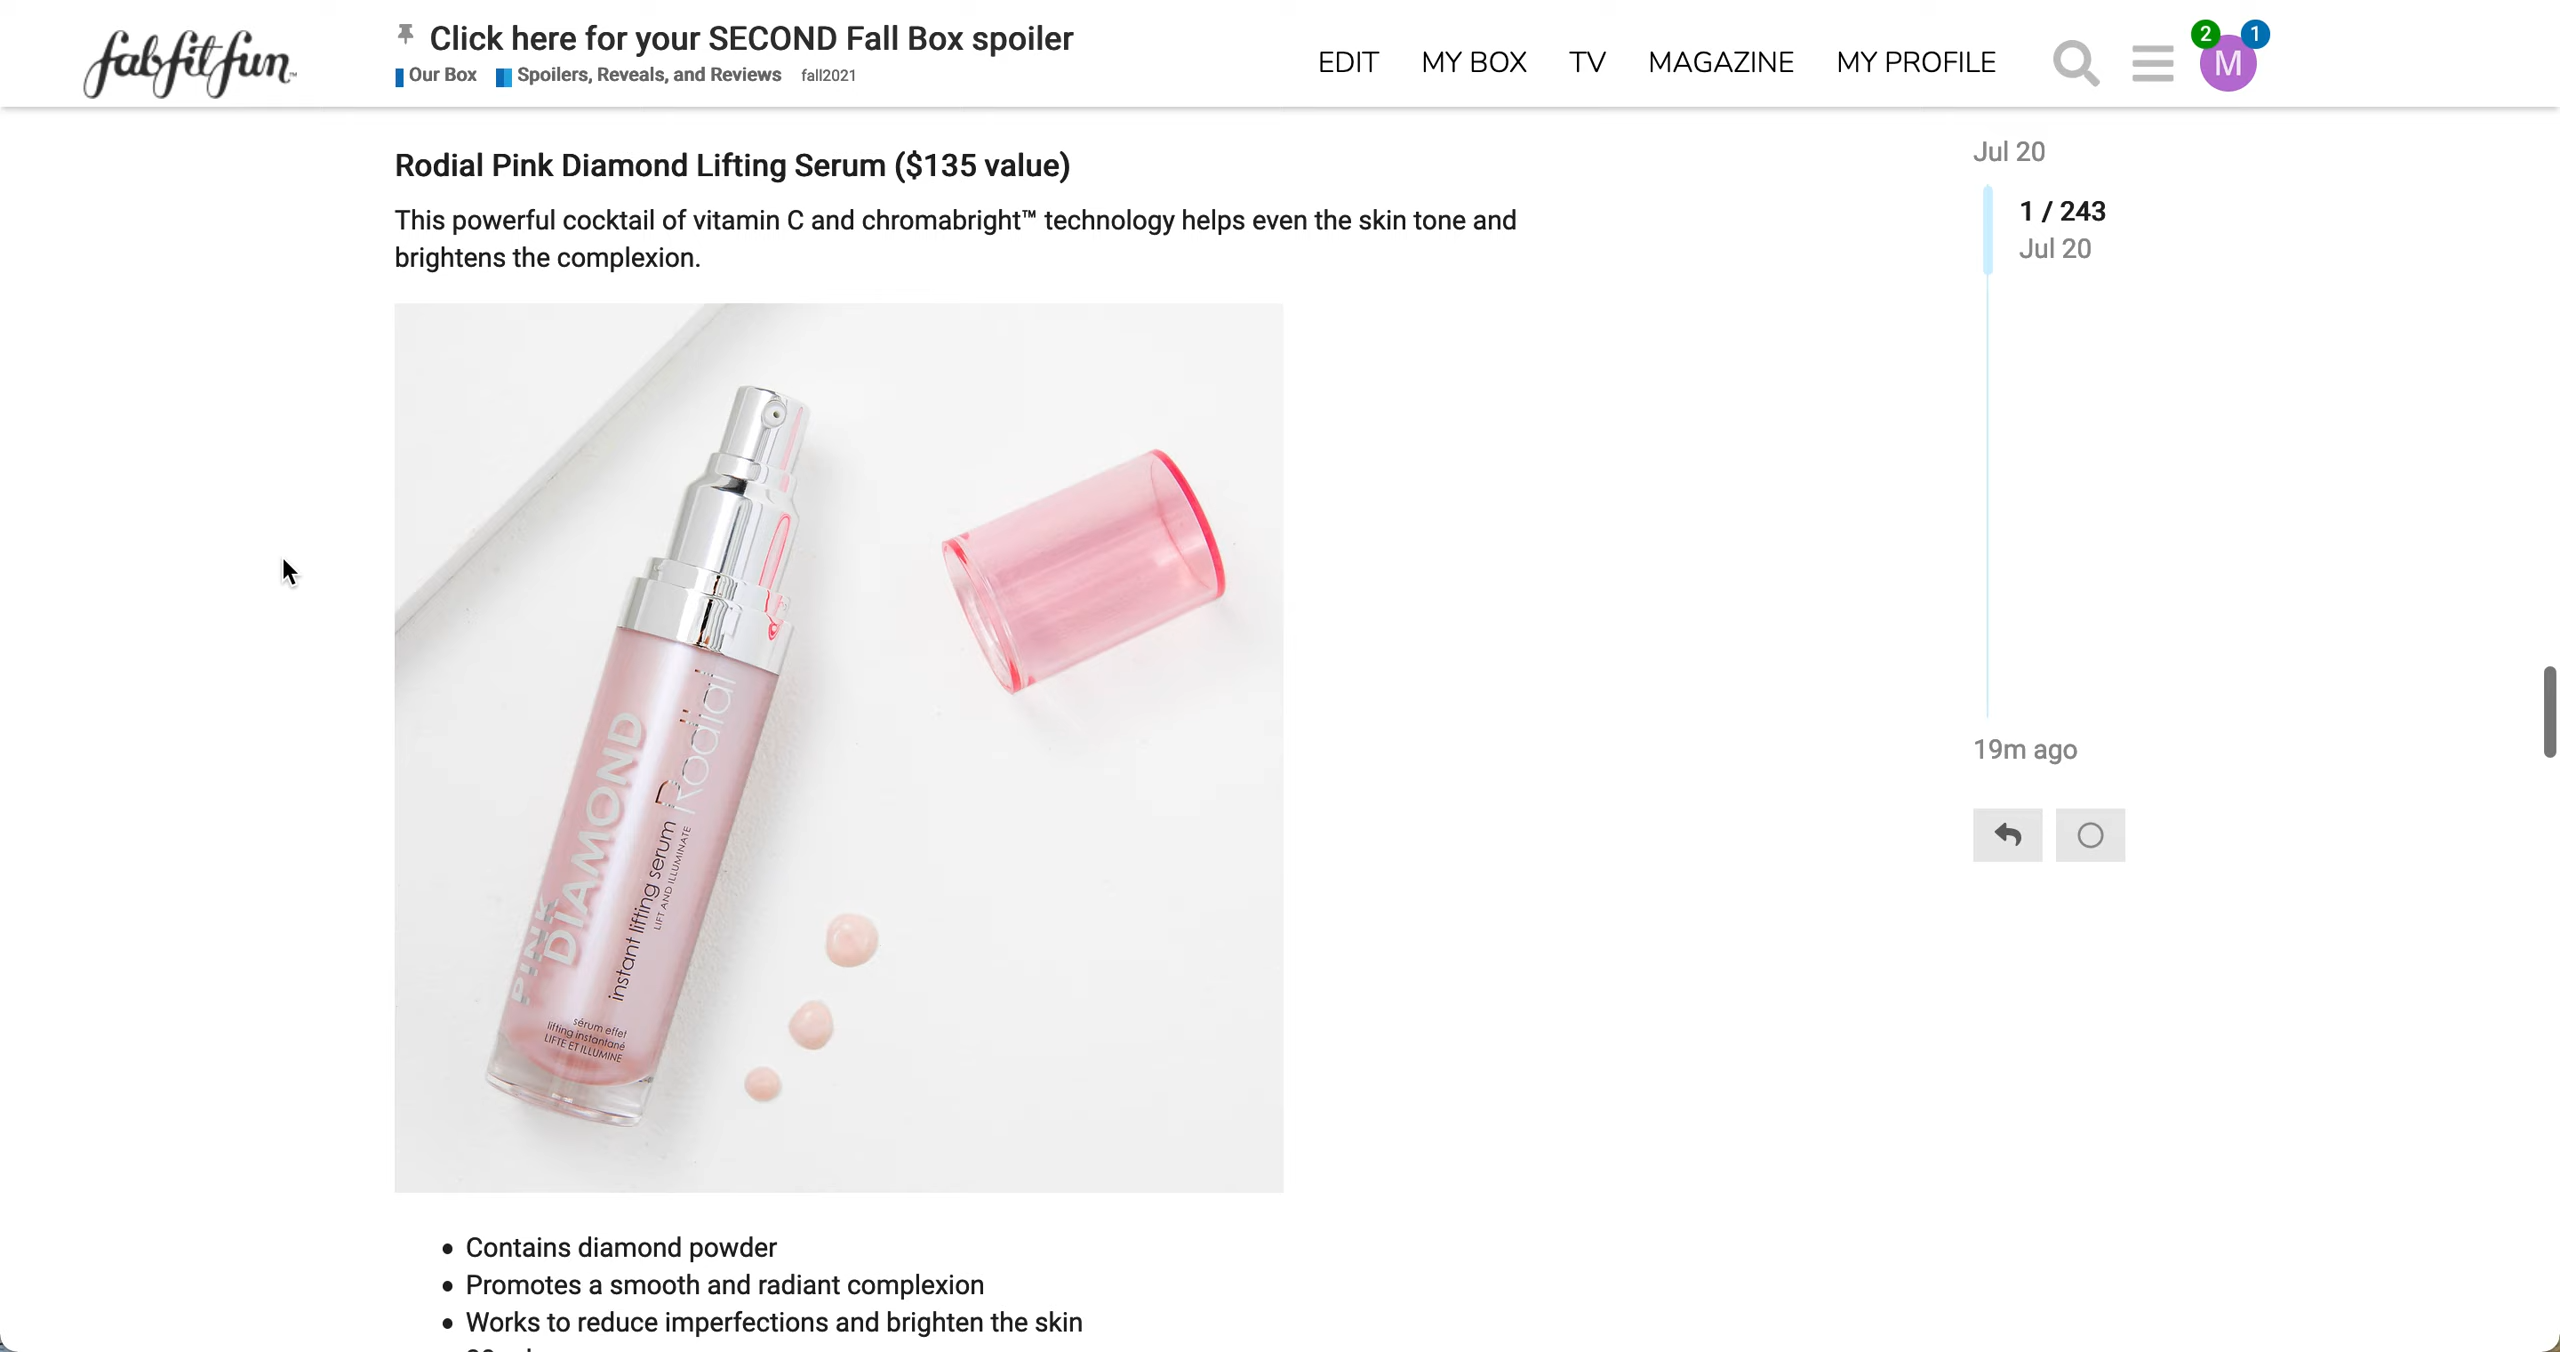 fabfitfun™
Click here for your SECOND Fall Box spoiler
Our Box Spoilers, Reveals, and Reviews fall2021
EDIT MY BOX TV MAGAZINE MY PROFILE
2 1
M
Rodial Pink Diamond Lifting Serum ($135 value)
This powerful cocktail of vitamin C and chromabright™ technology helps even the skin tone and
brightens the complexion.
Jul 20
1 / 243
Jul 20
19m ago
PINK
DIAMOND
instant lifting serum
LIFT AND ILLUMINATE
Rodial
sérum effet
lifting instantané
LIFTE ET ILLUMINE
• Contains diamond powder
• Promotes a smooth and radiant complexion
• Works to reduce imperfections and brighten the skin